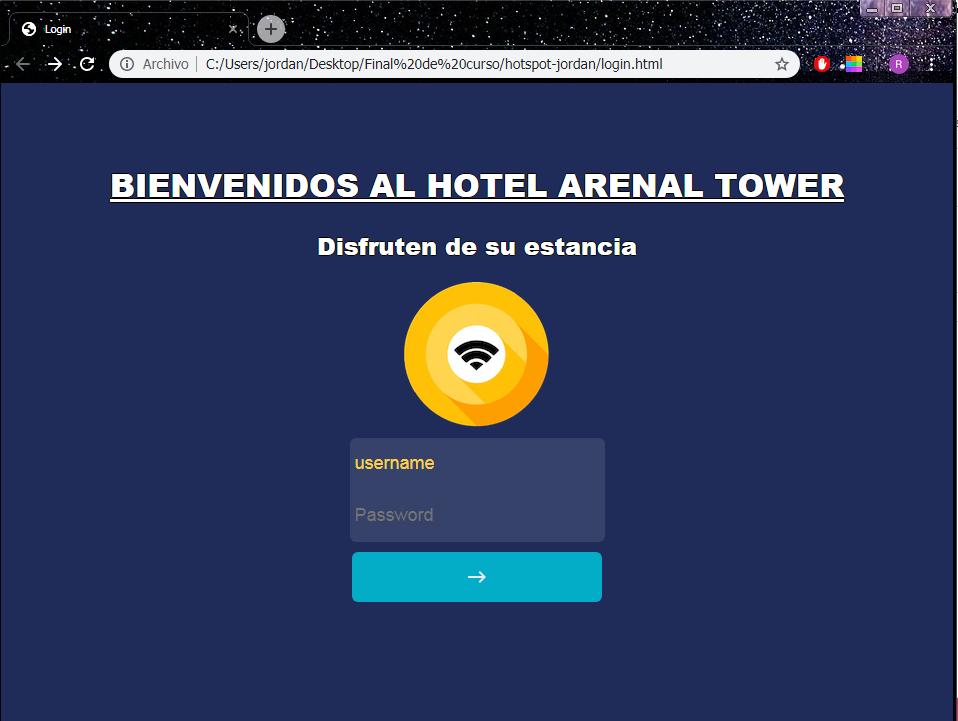 Login
Archivo
C:/Users/jordan/Desktop/Final%20de%20curso/hotspot-jordan/login.html
R
BIENVENIDOS AL HOTEL ARENAL TOWER
Disfruten de su estancia
username
Password